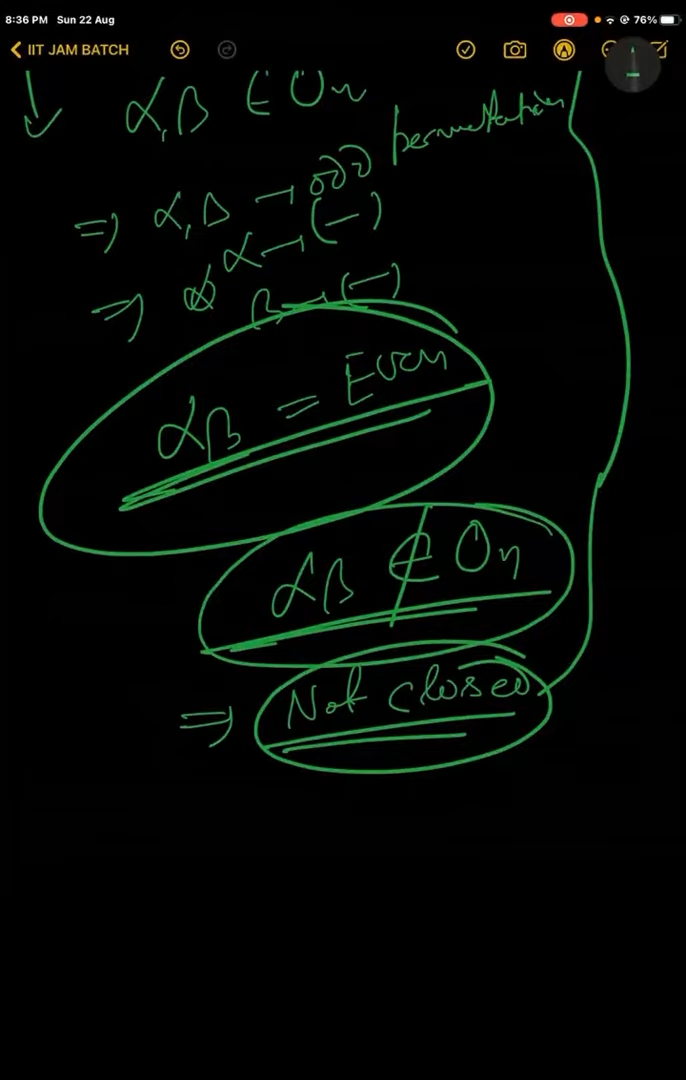 8:36 PM Sun 22 Aug
76%
IIT JAM BATCH
α, β ∈ On
⇒ α, β → odd permutation
α → (−)
⇒ β → (−)
αβ = Even
αβ ∉ On
⇒ Not closed